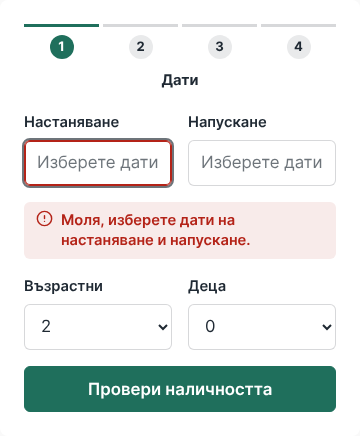 1 2 3 4
Дати
Настаняване Напускане
Изберете дати Изберете дати
Моля, изберете дати на
настаняване и напускане.
Възрастни Деца
2 0
Провери наличността